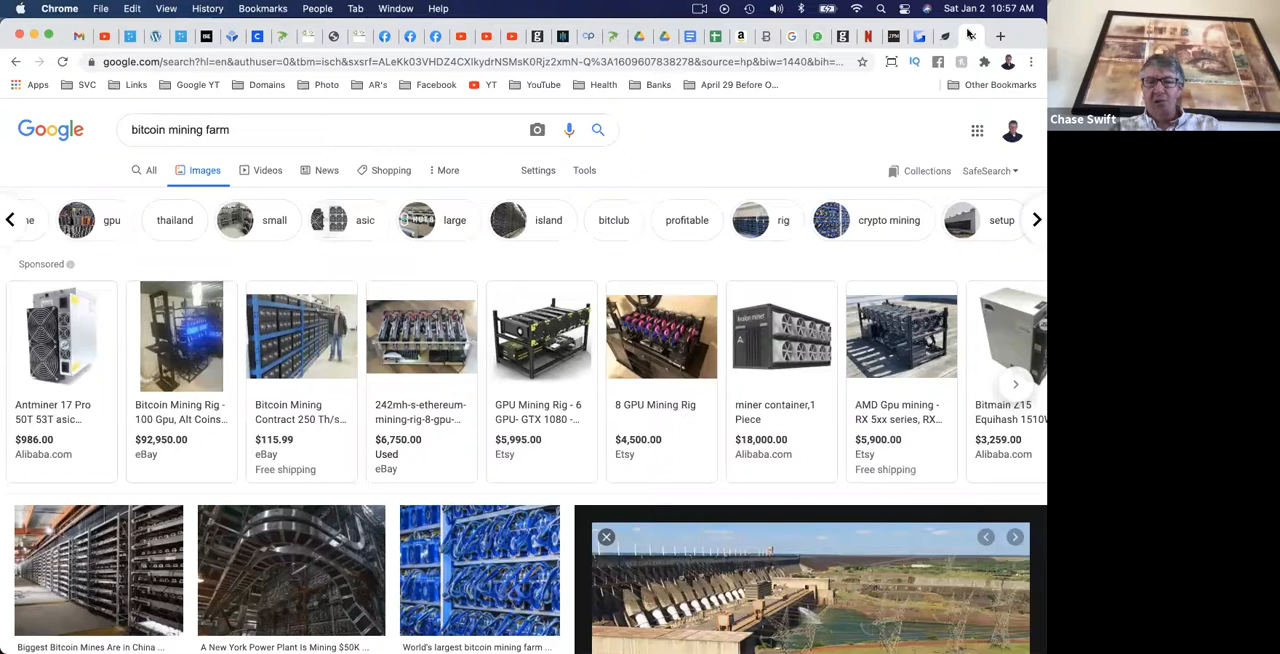 Chrome File Edit View History Bookmarks People Tab Window Help Sat Jan 2 10:57 AM
google.com/search?hl=en&authuser=0&tbm=isch&sxsrf=ALeKk03VHDZ4CXlkydrNSMsK0Rjz2xmN-Q%3A1609607838278&source=hp&biw=1440&bih=...
Apps SVC Links Google YT Domains Photo AR's Facebook YT YouTube Health Banks April 29 Before O... Other Bookmarks
Chase Swift
Google bitcoin mining farm
All Images Videos News Shopping More Settings Tools Collections SafeSearch
ne gpu thailand small asic large island bitclub profitable rig crypto mining setup
Sponsored
Antminer 17 Pro
50T 53T asic...
$986.00
Alibaba.com
Bitcoin Mining Rig -
100 Gpu, Alt Coins...
$92,950.00
eBay
Bitcoin Mining
Contract 250 Th/s...
$115.99
eBay
Free shipping
242mh-s-ethereum-
mining-rig-8-gpu-...
$6,750.00
Used
eBay
GPU Mining Rig - 6
GPU- GTX 1080 -...
$5,995.00
Etsy
8 GPU Mining Rig
$4,500.00
Etsy
miner container,1
Piece
$18,000.00
Alibaba.com
AMD Gpu mining -
RX 5xx series, RX...
$5,900.00
Etsy
Free shipping
Bitmain Z15
Equihash 1510W
$3,259.00
Alibaba.com
Biggest Bitcoin Mines Are in China ...
A New York Power Plant Is Mining $50K ...
World's largest bitcoin mining farm ...